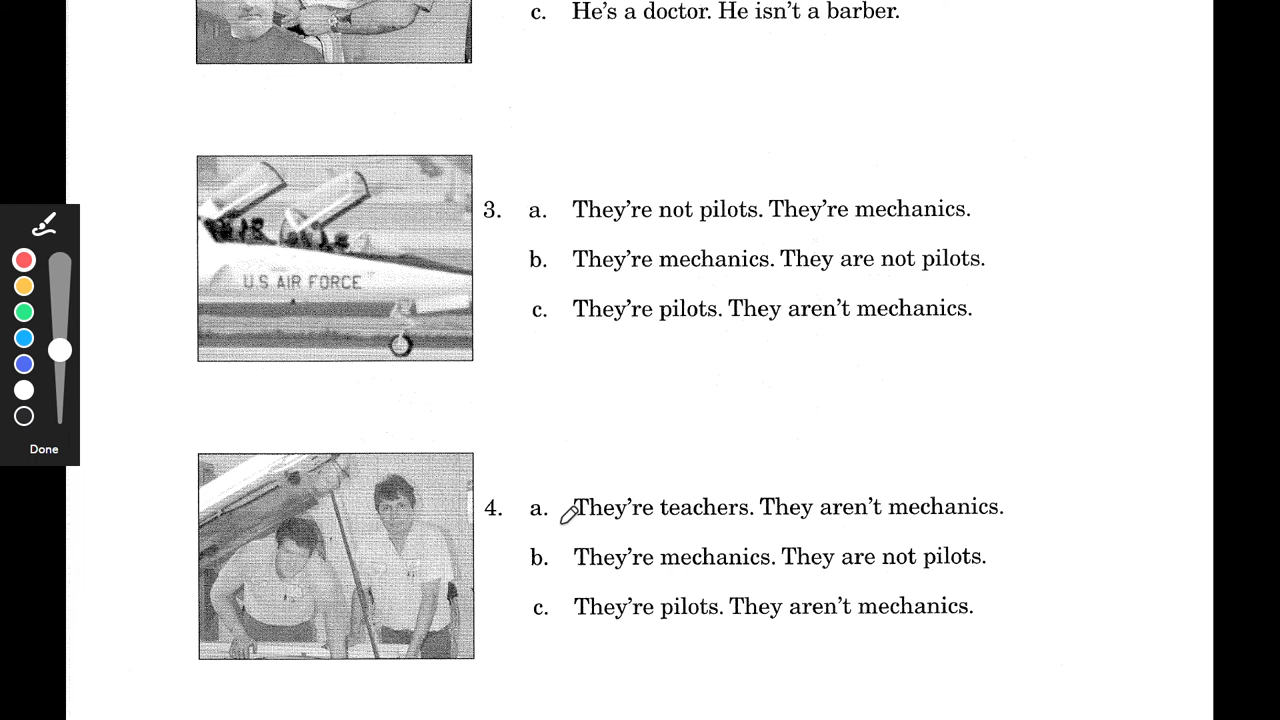 c. He's a doctor. He isn't a barber.
U.S. AIR FORCE
3. a. They're not pilots. They're mechanics.
b. They're mechanics. They are not pilots.
c. They're pilots. They aren't mechanics.
Done
4. a. They're teachers. They aren't mechanics.
b. They're mechanics. They are not pilots.
c. They're pilots. They aren't mechanics.